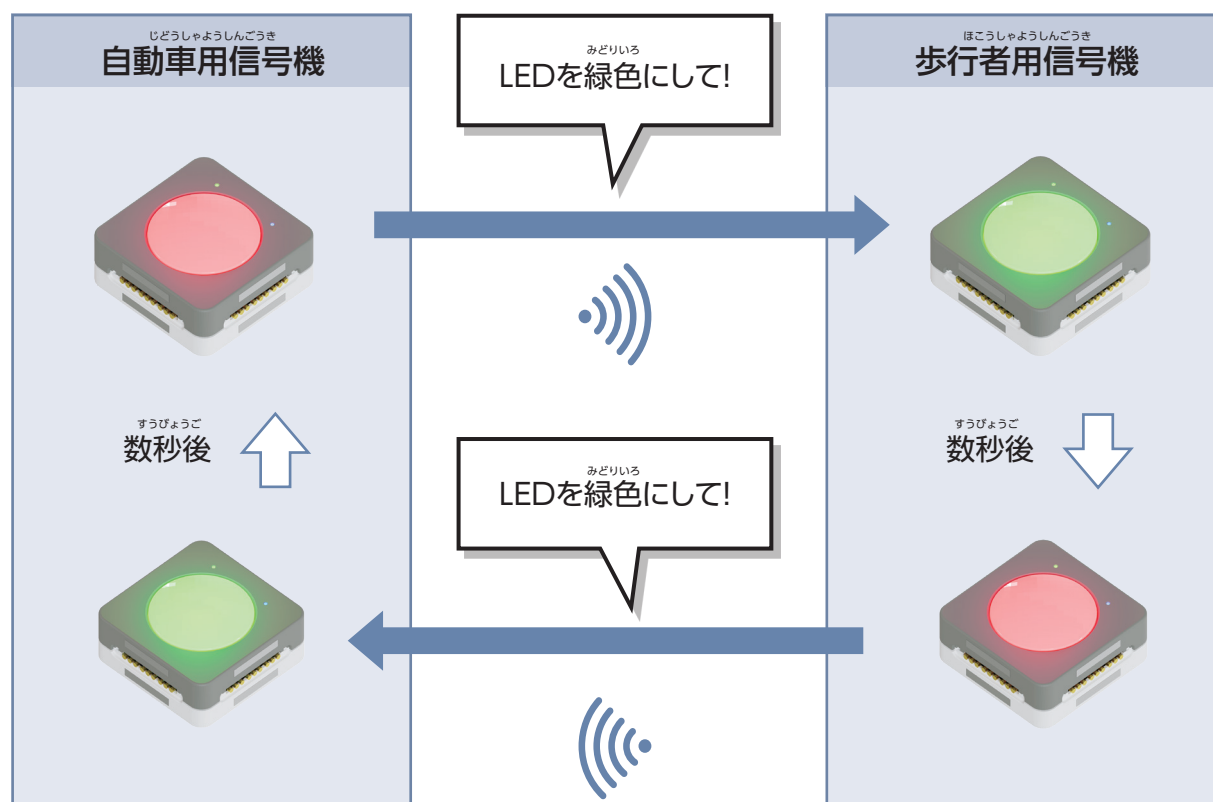 じどうしゃようしんごうき
自動車用信号機
みどりいろ
LEDを緑色にして!
ほこうしゃようしんごうき
歩行者用信号機
すうびょうご
数秒後
みどりいろ
LEDを緑色にして!
すうびょうご
数秒後